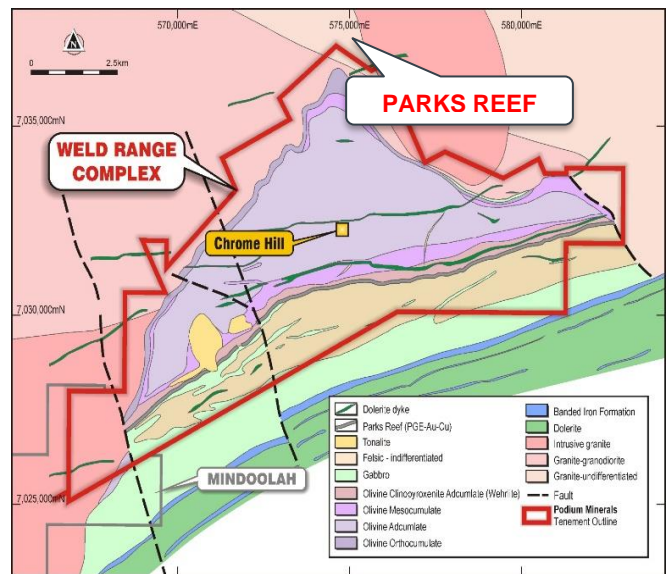 570,000mE
575,000mE
580,000mE
N
0
2.5km
PARKS REEF
7,035,000mN
WELD RANGE
COMPLEX
Chrome Hill
7,030,000mN
MINDOOLAH
7,025,000mN
Dolerite dyke
Parks Reef (PGE-Au-Cu)
Tonalite
Felsic - indifferentiated
Gabbro
Olivine Clincoyroxenite Adcumulate (Wehrlite)
Olivine Mesocumulate
Olivine Adcumulate
Olivine Orthocumulate
Banded Iron Formation
Dolerite
Intrusive granite
Granite-granodiorite
Granite-undifferentiated
Fault
Podium Minerals
Tenement Outline